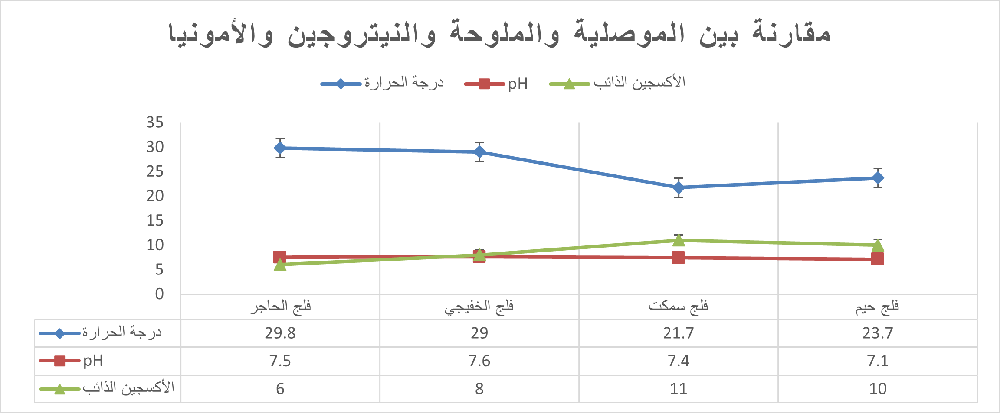 مقارنة بين الموصلية والملوحة والنيتروجين والأمونيا
درجة الحرارة pH الأكسجين الذائب
35
30
25
20
15
10
5
0
فلج الحاجر فلج الخفيجي فلج سمكت فلج حيم
درجة الحرارة 29.8 29 21.7 23.7
pH 7.5 7.6 7.4 7.1
الأكسجين الذائب 6 8 11 10